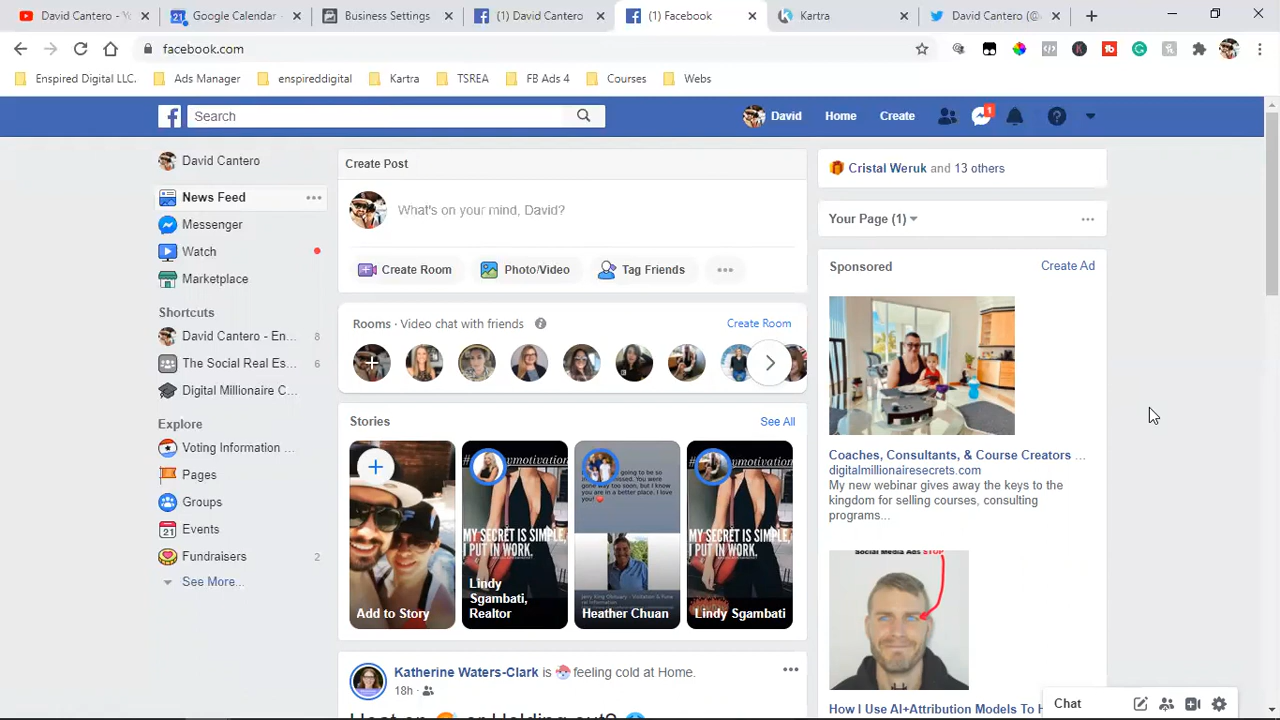 David Cantero - Y
Google Calendar -
Business Settings
(1) David Cantero
(1) Facebook
Kartra
David Cantero (@
facebook.com
Enspired Digital LLC.
Ads Manager
enspireddigital
Kartra
TSREA
FB Ads 4
Courses
Webs
Search
David
Home
Create
1
David Cantero
News Feed
Messenger
Watch
Marketplace
Shortcuts
David Cantero - En... 8
The Social Real Es... 6
Digital Millionaire C...
Explore
Voting Information ...
Pages
Groups
Events
Fundraisers 2
See More...
Create Post
What's on your mind, David?
Create Room
Photo/Video
Tag Friends
Rooms · Video chat with friends
Create Room
Stories
See All
Add to Story
MY SECRET IS SIMPLE,
I PUT IN WORK.
Lindy
Sgambati,
Realtor
Heather Chuan
MY SECRET IS SIMPLE,
I PUT IN WORK.
Lindy Sgambati
Katherine Waters-Clark is feeling cold at Home.
18h ·
Cristal Weruk and 13 others
Your Page (1)
Sponsored
Create Ad
Coaches, Consultants, & Course Creators ...
digitalmillionairesecrets.com
My new webinar gives away the keys to the
kingdom for selling courses, consulting
programs...
Social Media Ads STOP
How I Use AI+Attribution Models To H
Chat